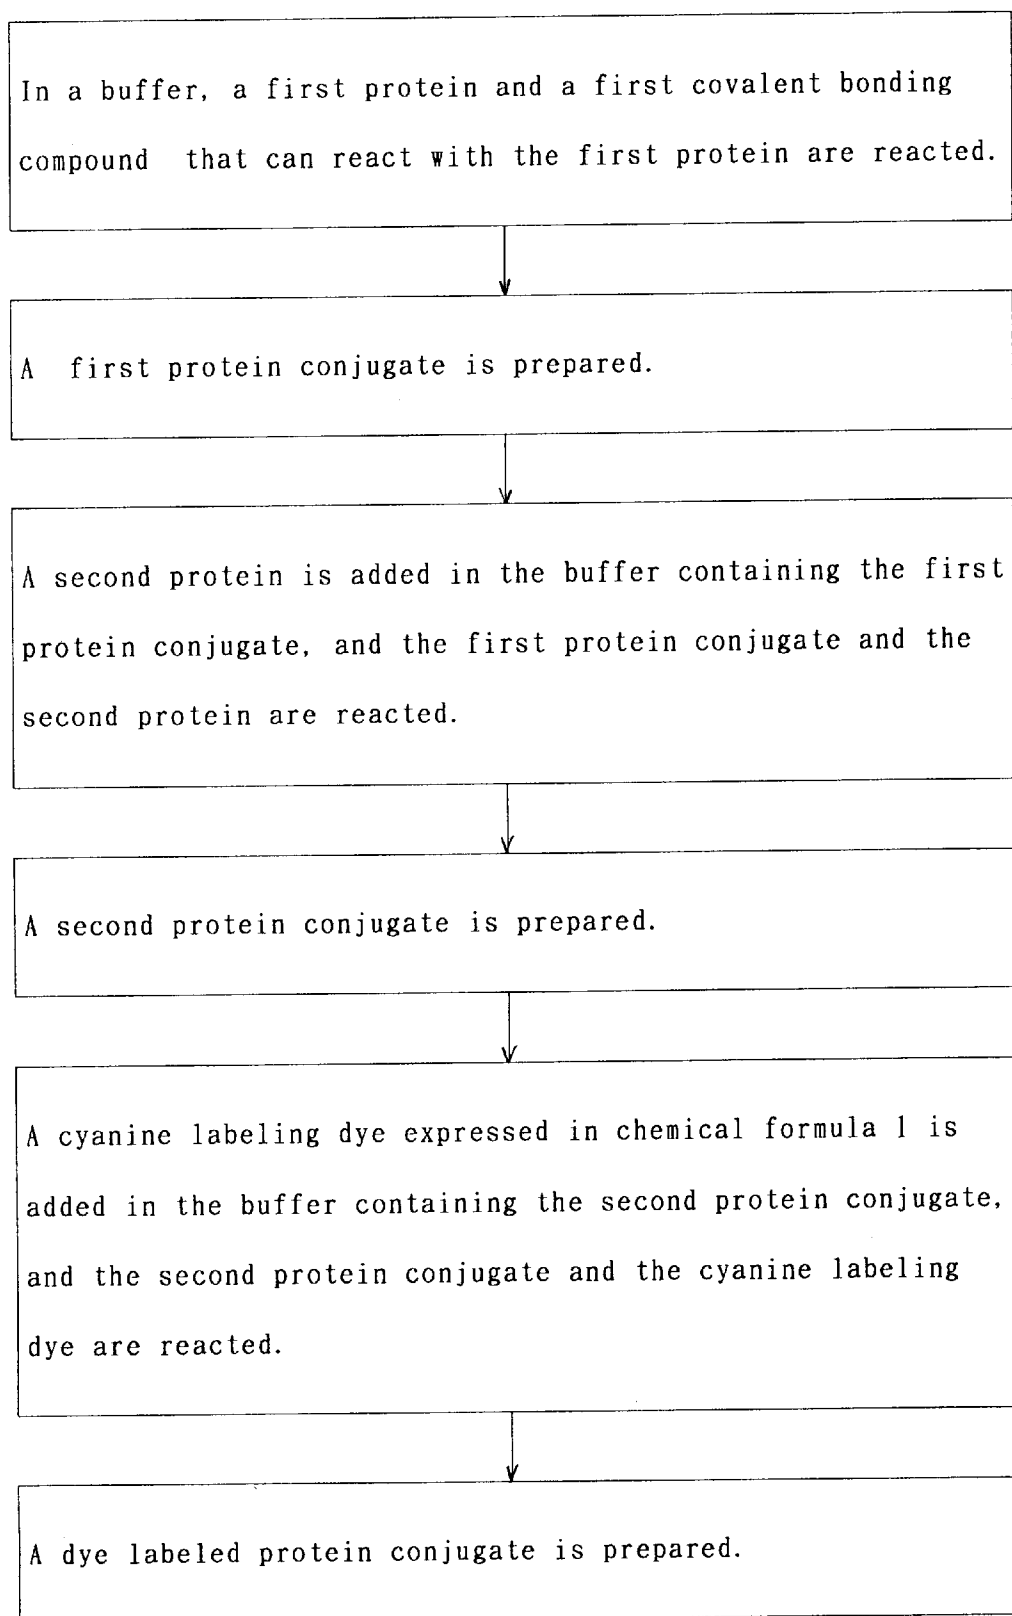 In a buffer, a first protein and a first covalent bonding
compound that can react with the first protein are reacted.
A first protein conjugate is prepared.
A second protein is added in the buffer containing the first
protein conjugate, and the first protein conjugate and the
second protein are reacted.
A second protein conjugate is prepared.
A cyanine labeling dye expressed in chemical formula 1 is
added in the buffer containing the second protein conjugate,
and the second protein conjugate and the cyanine labeling
dye are reacted.
A dye labeled protein conjugate is prepared.